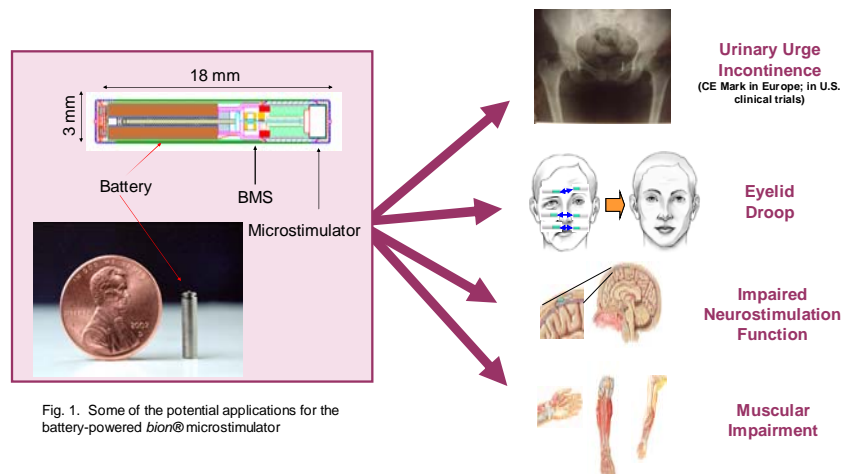 18 mm
3 mm
Battery
BMS
Microstimulator
2002
Fig. 1. Some of the potential applications for the
battery-powered bion® microstimulator
Urinary Urge
Incontinence
(CE Mark in Europe; in U.S.
clinical trials)
Eyelid
Droop
Impaired
Neurostimulation
Function
Muscular
Impairment